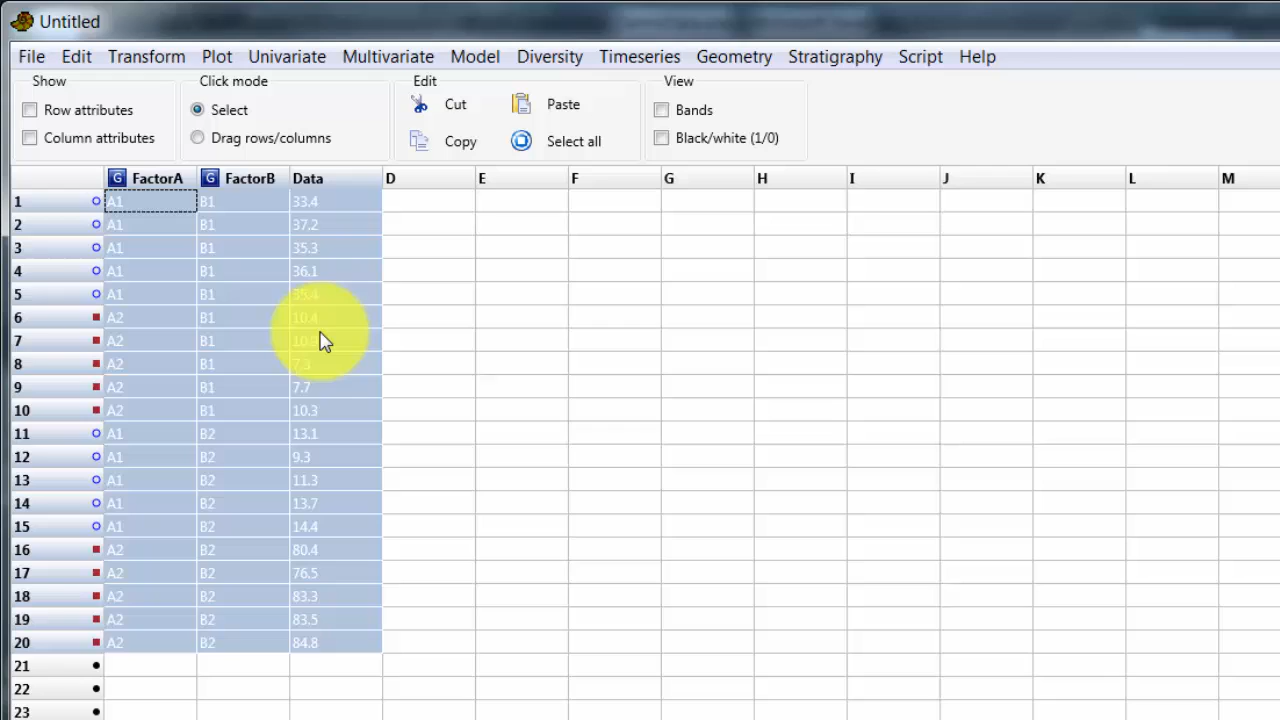 Untitled
File Edit Transform Plot Univariate Multivariate Model Diversity Timeseries Geometry Stratigraphy Script Help
Show Click mode Edit View
Row attributes Select Cut Paste Bands
Column attributes Drag rows/columns Copy Select all Black/white (1/0)
G FactorA G FactorB Data D E F G H I J K L M
1 A1 B1 33.4
2 A1 B1 37.2
3 A1 B1 35.3
4 A1 B1 36.1
5 A1 B1
6 A2 B1 10.4
7 A2 B1
8 A2 B1 7.3
9 A2 B1 7.7
10 A2 B1 10.3
11 A1 B2 13.1
12 A1 B2 9.3
13 A1 B2 11.3
14 A1 B2 13.7
15 A1 B2 14.4
16 A2 B2 80.4
17 A2 B2 76.5
18 A2 B2 83.3
19 A2 B2 83.5
20 A2 B2 84.8
21
22
23